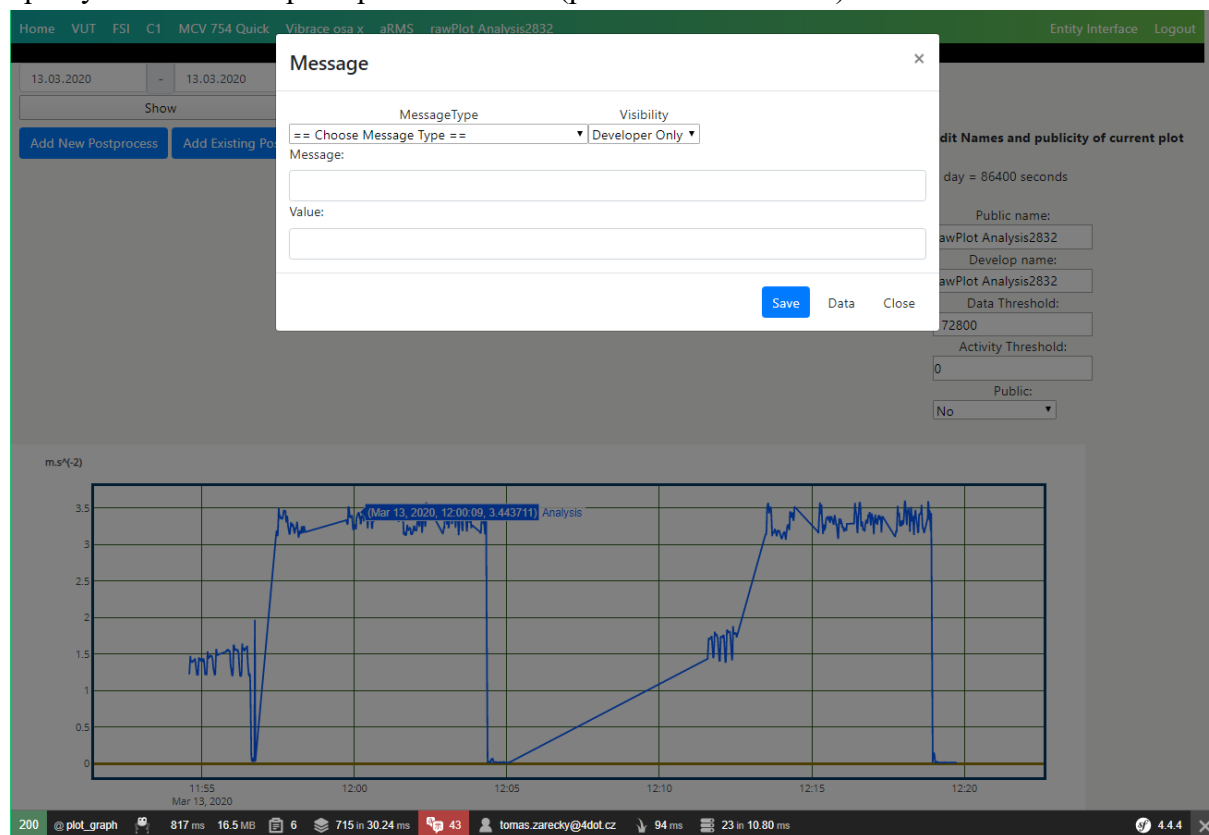 Home VUT FSI C1 MCV 754 Quick Vibrace osa x aRMS rawPlot Analysis2832 Entity Interface Logout
Message ×
13.03.2020 - 13.03.2020
Show
MessageType Visibility
== Choose Message Type == Developer Only
Add New Postprocess Add Existing Po
dit Names and publicity of current plot
Message:
day = 86400 seconds
Value:
Public name:
awPlot Analysis2832
Develop name:
awPlot Analysis2832
Save Data Close
Data Threshold:
72800
Activity Threshold:
0
Public:
No
m.s^(-2)
3.5
(Mar 13, 2020, 12:00:09, 3.443711) Analysis
3
2.5
2
1.5
1
0.5
0
11:55 12:00 12:05 12:10 12:15 12:20
Mar 13, 2020
200 @ plot_graph 817 ms 16.5 MB 6 715 in 30.24 ms 43 tomas.zarecky@4dot.cz 94 ms 23 in 10.80 ms sf 4.4.4 ×